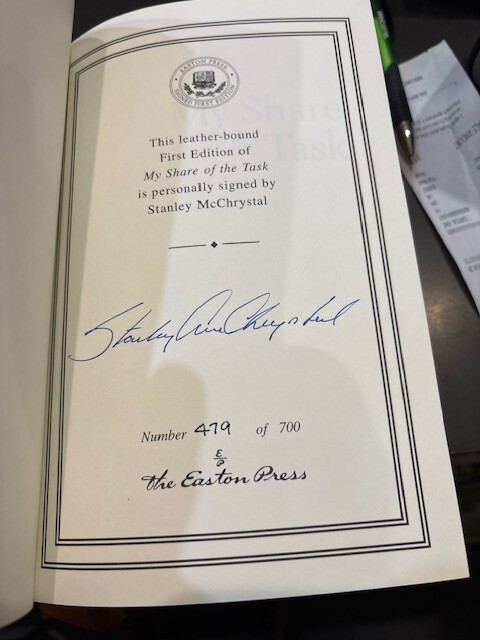 EASTON PRESS
SIGNED FIRST EDITION
This leather-bound
First Edition of
My Share of the Task
is personally signed by
Stanley McChrystal
Stanley McChrystal
Number 479 of 700
the Easton Press